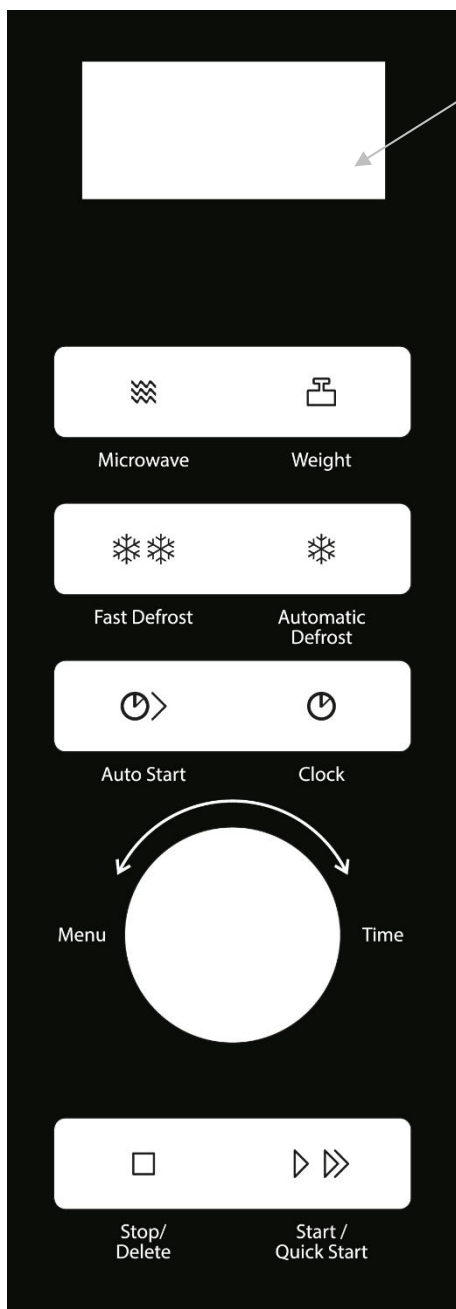 Microwave Weight
Fast Defrost Automatic
Defrost
Auto Start Clock
Menu Time
Stop/ Start /
Delete Quick Start